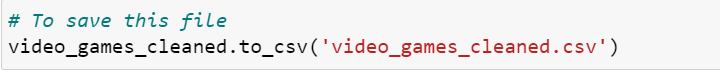 # To save this file
video_games_cleaned.to_csv('video_games_cleaned.csv')